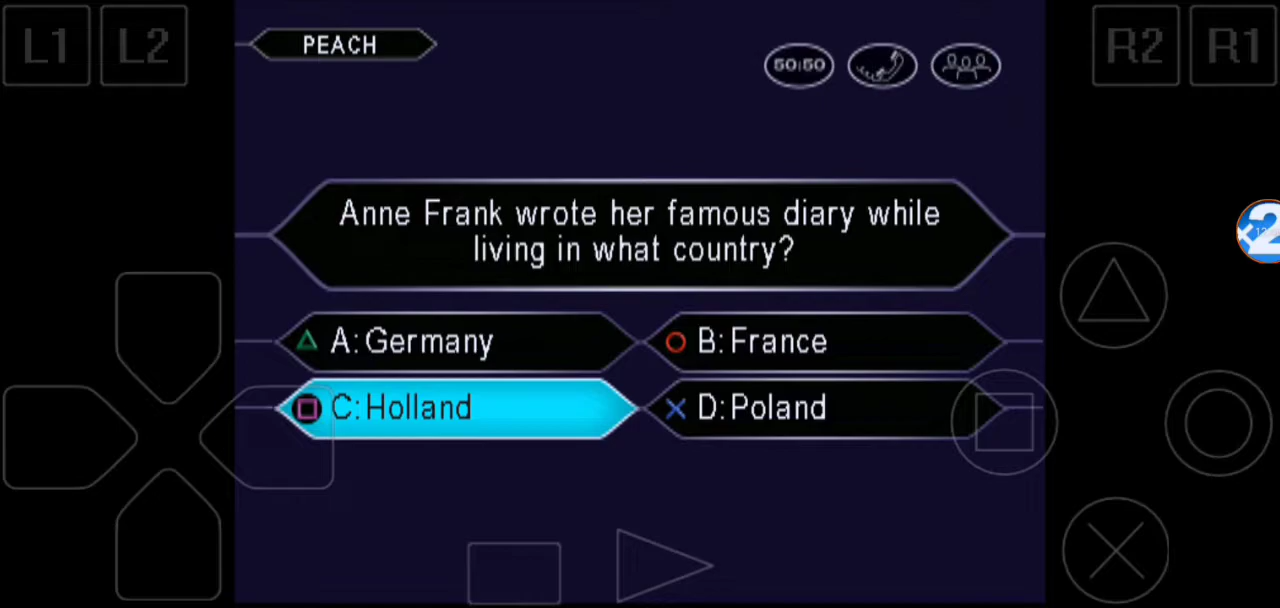 L1
L2
PEACH
50:50
R2
R1
Anne Frank wrote her famous diary while
living in what country?
A: Germany
B: France
C: Holland
D: Poland